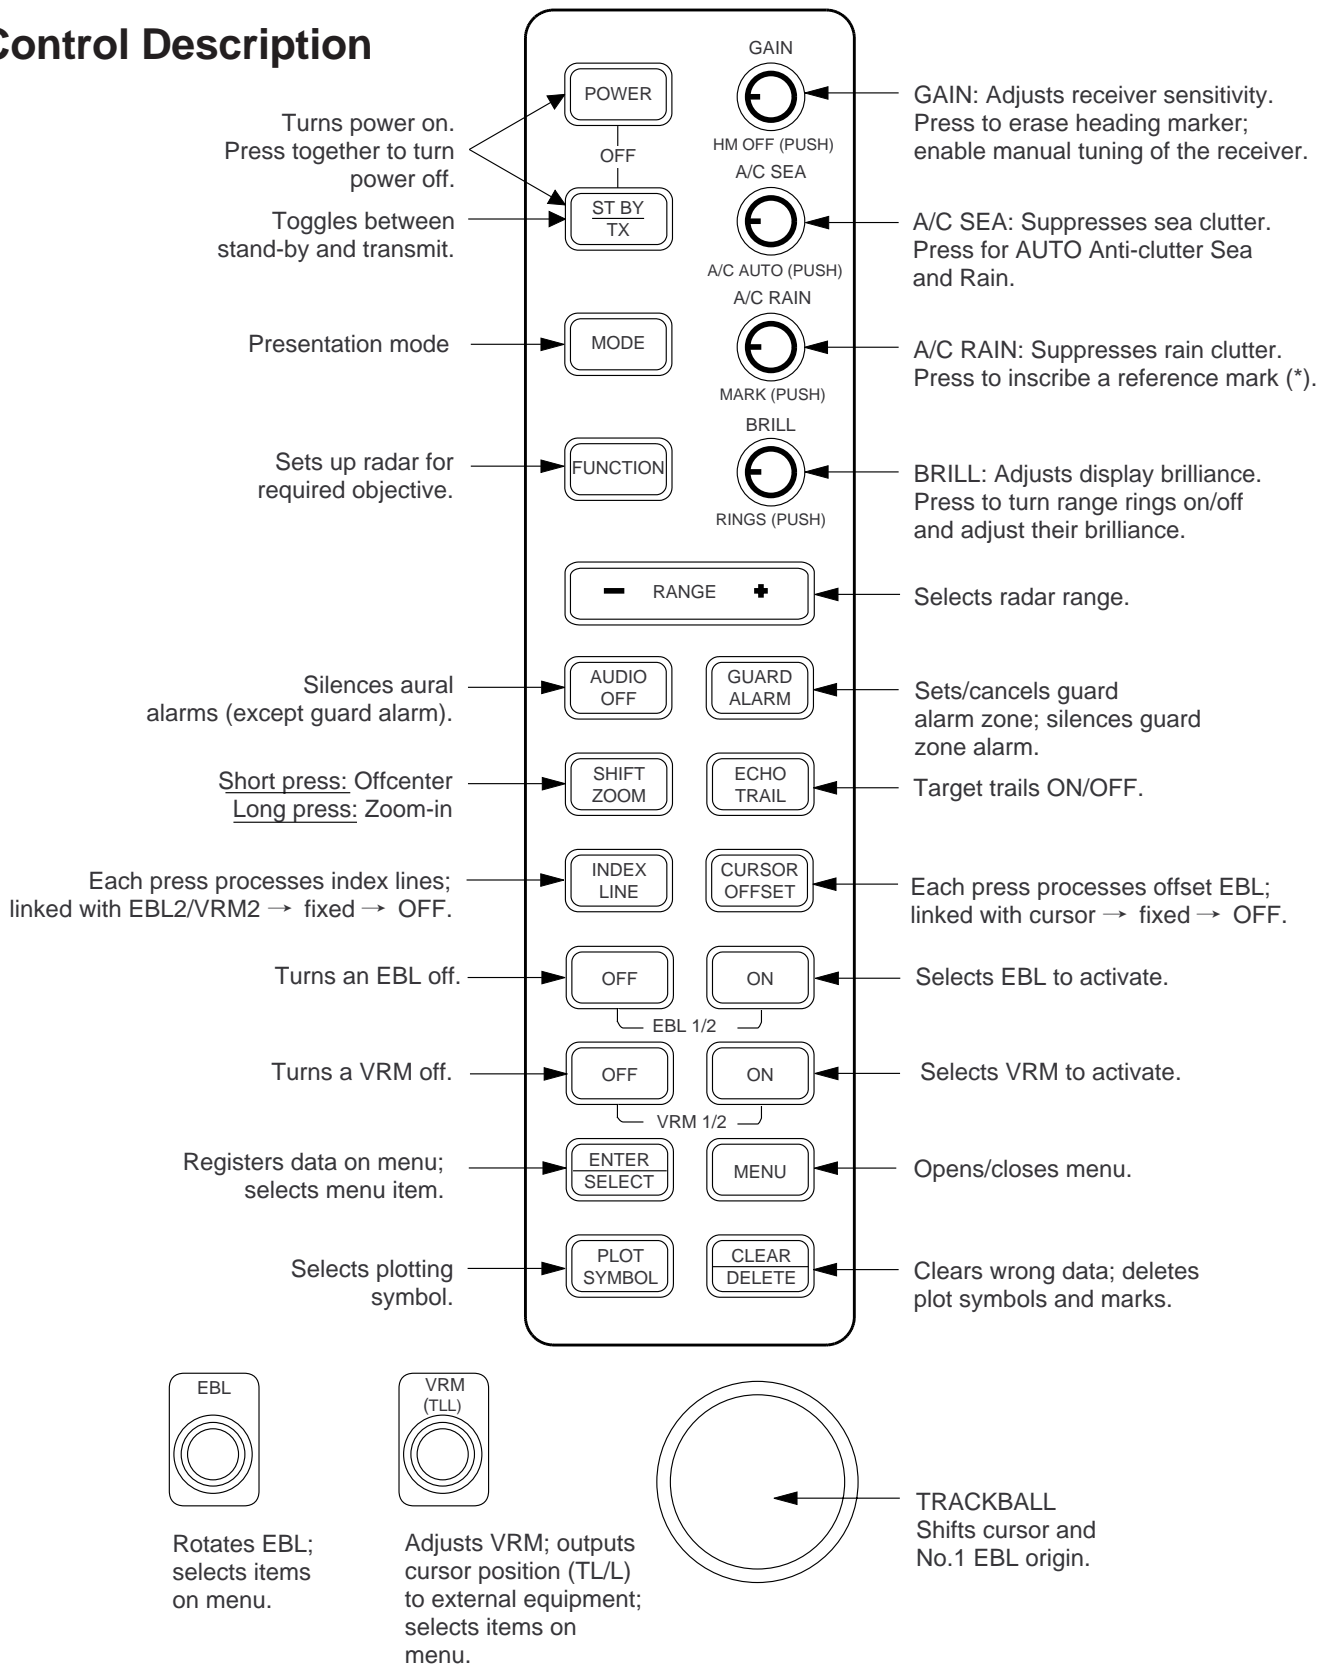 Control Description
POWER
OFF
ST BY
TX
GAIN
HM OFF (PUSH)
A/C SEA
A/C AUTO (PUSH)
A/C RAIN
MARK (PUSH)
BRILL
RINGS (PUSH)
MODE
FUNCTION
Turns power on.
Press together to turn
power off.
Toggles between
stand-by and transmit.
Presentation mode
Sets up radar for
required objective.
GAIN: Adjusts receiver sensitivity.
Press to erase heading marker;
enable manual tuning of the receiver.
A/C SEA: Suppresses sea clutter.
Press for AUTO Anti-clutter Sea
and Rain.
A/C RAIN: Suppresses rain clutter.
Press to inscribe a reference mark (*).
BRILL: Adjusts display brilliance.
Press to turn range rings on/off
and adjust their brilliance.
– RANGE +
Selects radar range.
Silences aural
alarms (except guard alarm).
AUDIO
OFF
GUARD
ALARM
Sets/cancels guard
alarm zone; silences guard
zone alarm.
Short press: Offcenter
Long press: Zoom-in
SHIFT
ZOOM
ECHO
TRAIL
Target trails ON/OFF.
Each press processes index lines;
linked with EBL2/VRM2 → fixed → OFF.
INDEX
LINE
CURSOR
OFFSET
Each press processes offset EBL;
linked with cursor → fixed → OFF.
Turns an EBL off.
OFF
ON
EBL 1/2
Selects EBL to activate.
Turns a VRM off.
OFF
ON
VRM 1/2
Selects VRM to activate.
Registers data on menu;
selects menu item.
ENTER
SELECT
MENU
Opens/closes menu.
Selects plotting
symbol.
PLOT
SYMBOL
CLEAR
DELETE
Clears wrong data; deletes
plot symbols and marks.
EBL
Rotates EBL;
selects items
on menu.
VRM
(TLL)
Adjusts VRM; outputs
cursor position (TL/L)
to external equipment;
selects items on
menu.
TRACKBALL
Shifts cursor and
No.1 EBL origin.